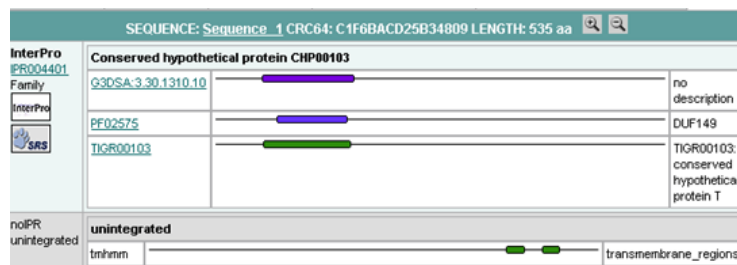 SEQUENCE: Sequence_1 CRC64: C1F6BACD25B34809 LENGTH: 535 aa
InterPro
IPR004401
Family
InterPro
SRS
Conserved hypothetical protein CHP00103
G3DSA:3.30.1310.10
no
description
PF02575
DUF149
TIGR00103
TIGR00103:
conserved
hypothetica
protein T
noIPR
unintegrated
unintegrated
tmhmm
transmembrane_regions